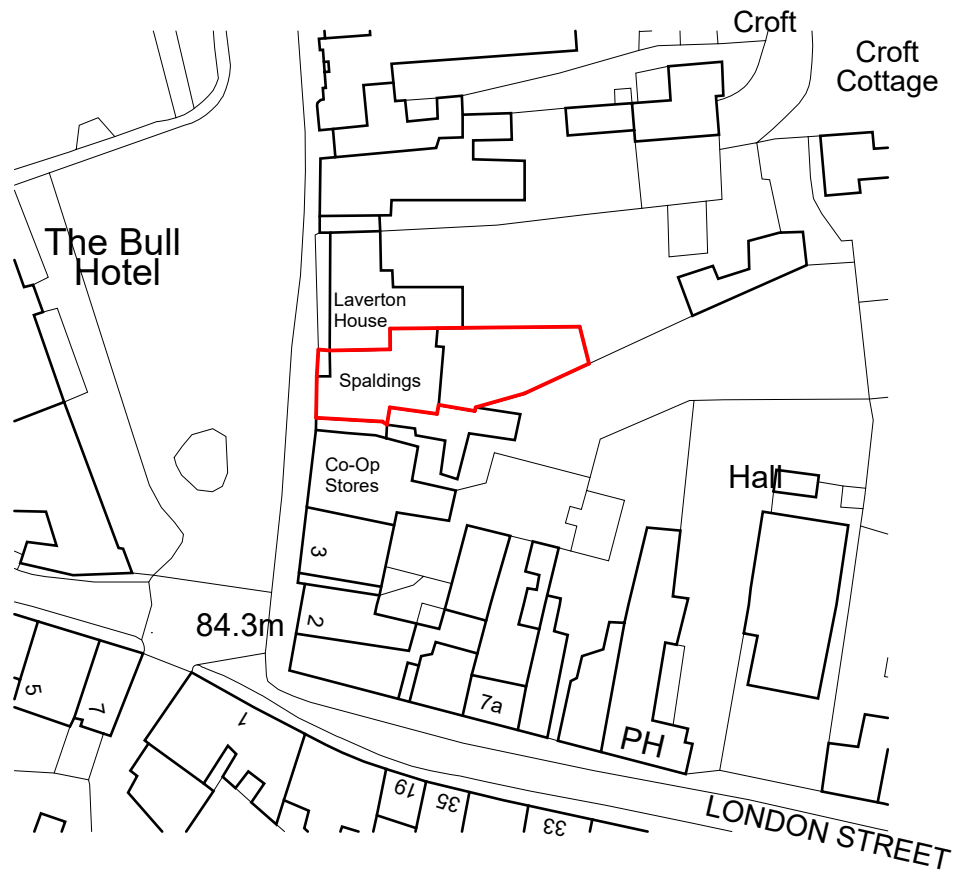 Croft
Croft
Cottage
The Bull
Hotel
Laverton
House
Spaldings
Co-Op
Stores
Hall
3
84.3m
2
5
7
1
7a
PH
19
35
33
LONDON STREET